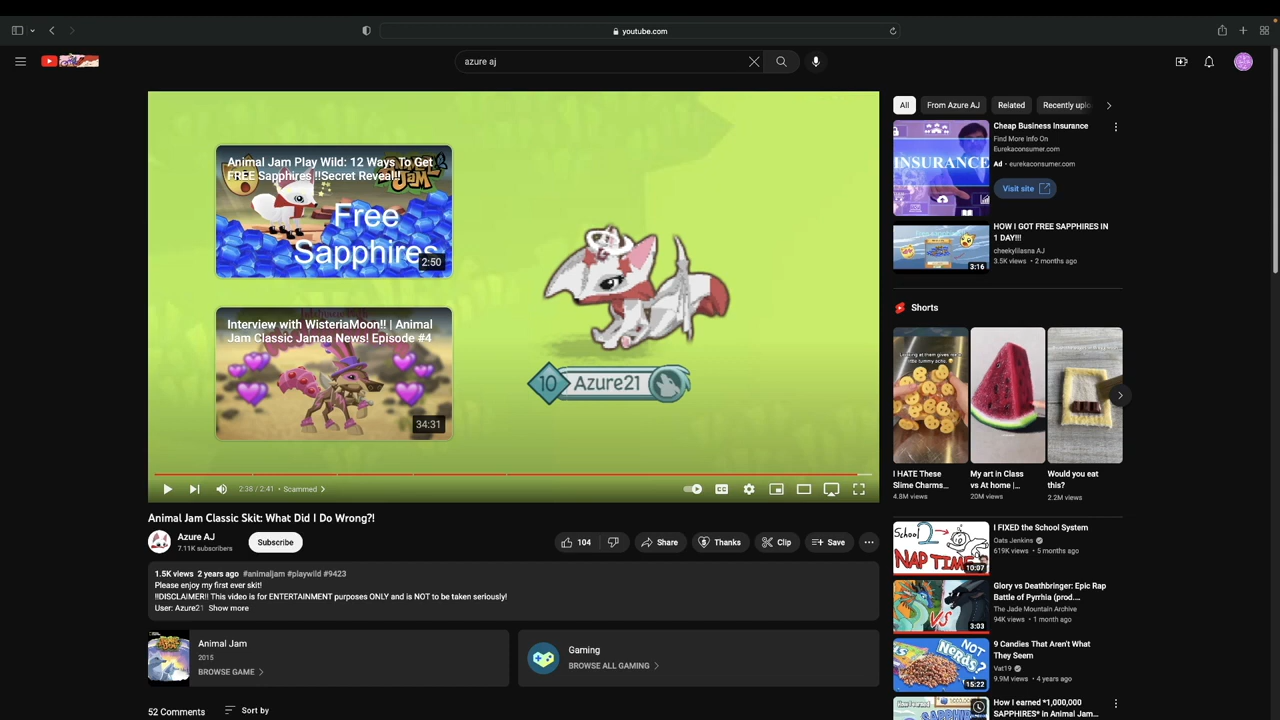 youtube.com
azure aj
Animal Jam Play Wild: 12 Ways To Get
FREE Sapphires !!Secret Reveal!!
Free
Sapphires
2:50
Interview with WisteriaMoon!! | Animal
Jam Classic Jamaa News! Episode #4
34:31
10 Azure21
2:38 / 2:41 • Scammed
Animal Jam Classic Skit: What Did I Do Wrong?!
Azure AJ
7.11K subscribers
Subscribe
104
Share
Thanks
Clip
Save
1.5K views 2 years ago #animaljam #playwild #9423
Please enjoy my first ever skit!
!!DISCLAIMER!! This video is for ENTERTAINMENT purposes ONLY and is NOT to be taken seriously!
User: Azure21 Show more
Animal Jam
2015
BROWSE GAME
Gaming
BROWSE ALL GAMING
52 Comments
Sort by
All
From Azure AJ
Related
Recently uplo
INSURANCE
Cheap Business Insurance
Find More Info On
Eurekaconsumer.com
Ad • eurekaconsumer.com
Visit site
3:16
HOW I GOT FREE SAPPHIRES IN
1 DAY!!!
cheekylilasna AJ
3.5K views • 2 months ago
Shorts
I HATE These
Slime Charms...
4.8M views
My art in Class
vs At home |...
20M views
Would you eat
this?
2.2M views
School
NAP TIME
10:07
I FIXED the School System
Oats Jenkins
619K views • 5 months ago
VS
3:03
Glory vs Deathbringer: Epic Rap
Battle of Pyrrhia (prod....
The Jade Mountain Archive
94K views • 1 month ago
NOT
NERDS?
15:22
9 Candies That Aren't What
They Seem
Vat19
9.9M views • 4 years ago
How I earned *1,000,000
SAPPHIRES* in Animal Jam...